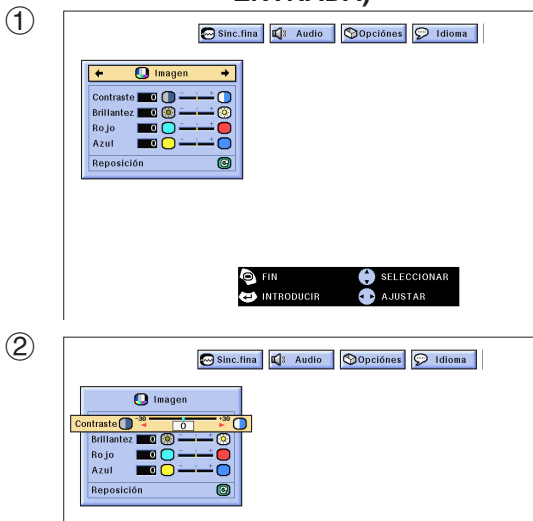 ENTRADA)
①
Sinc.fina Audio Opciónes Idioma
Imagen
Contraste 0 - +
Brillantez 0 - +
Rojo 0 - +
Azul 0 - +
Reposición
FIN SELECCIONAR
INTRODUCIR AJUSTAR
②
Sinc.fina Audio Opciónes Idioma
Imagen
Contraste -30 0 +30
Brillantez 0 - +
Rojo 0 - +
Azul 0 - +
Reposición